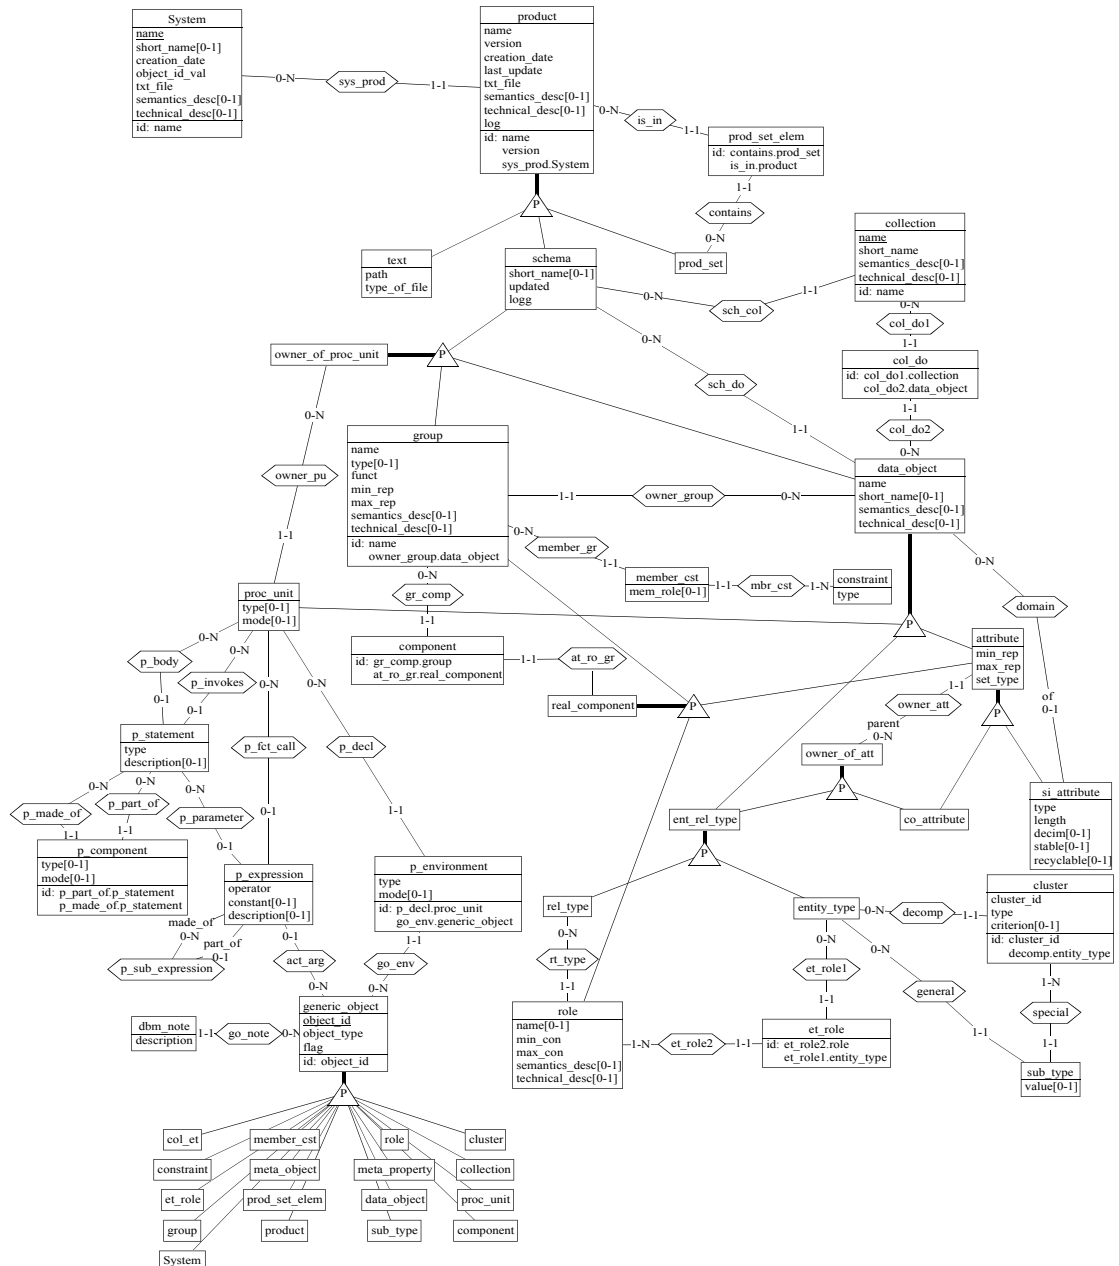 System
name
short_name[0-1]
creation_date
object_id_val
txt_file
semantics_desc[0-1]
technical_desc[0-1]
id: name
0-N
sys_prod
1-1
product
name
version
creation_date
last_update
txt_file
semantics_desc[0-1]
technical_desc[0-1]
log
id: name
version
sys_prod.System
0-N
is_in
1-1
prod_set_elem
id: contains.prod_set
is_in.product
1-1
contains
0-N
prod_set
P
text
path
type_of_file
schema
short_name[0-1]
updated
logg
0-N
sch_col
1-1
collection
name
short_name
semantics_desc[0-1]
technical_desc[0-1]
id: name
0-N
col_do1
1-1
col_do
id: col_do1.collection
col_do2.data_object
1-1
col_do2
0-N
owner_of_proc_unit
P
0-N
sch_do
1-1
0-N
owner_pu
1-1
group
name
type[0-1]
funct
min_rep
max_rep
semantics_desc[0-1]
technical_desc[0-1]
id: name
owner_group.data_object
1-1
owner_group
0-N
data_object
name
short_name[0-1]
semantics_desc[0-1]
technical_desc[0-1]
0-N
member_gr
1-1
member_cst
mem_role[0-1]
1-1
mbr_cst
1-N
constraint
type
0-N
domain
of
0-1
0-N
gr_comp
1-1
component
id: gr_comp.group
at_ro_gr.real_component
1-1
at_ro_gr
real_component
P
P
attribute
min_rep
max_rep
set_type
1-1
owner_att
parent
0-N
owner_of_att
P
P
ent_rel_type
co_attribute
si_attribute
type
length
decim[0-1]
stable[0-1]
recyclable[0-1]
proc_unit
type[0-1]
mode[0-1]
0-N
p_body
0-1
0-N
p_invokes
0-1
0-N
p_fct_call
0-1
0-N
p_decl
1-1
p_statement
type
description[0-1]
0-N
p_made_of
1-1
0-N
p_part_of
1-1
0-N
p_parameter
0-1
p_component
type[0-1]
mode[0-1]
id: p_part_of.p_statement
p_made_of.p_statement
p_expression
operator
constant[0-1]
description[0-1]
made_of
0-N
part_of
0-1
p_sub_expression
0-1
act_arg
0-N
p_environment
type
mode[0-1]
id: p_decl.proc_unit
go_env.generic_object
1-1
go_env
0-N
P
rel_type
0-N
rt_type
1-1
entity_type
0-N
decomp
1-1
cluster
cluster_id
type
criterion[0-1]
id: cluster_id
decomp.entity_type
0-N
et_role1
1-1
0-N
general
1-1
1-N
special
1-1
role
name[0-1]
min_con
max_con
semantics_desc[0-1]
technical_desc[0-1]
1-N
et_role2
1-1
et_role
id: et_role2.role
et_role1.entity_type
sub_type
value[0-1]
dbm_note
description
1-1
go_note
0-N
generic_object
object_id
object_type
flag
id: object_id
P
col_et
member_cst
role
cluster
constraint
meta_object
meta_property
collection
et_role
prod_set_elem
data_object
proc_unit
group
product
sub_type
component
System